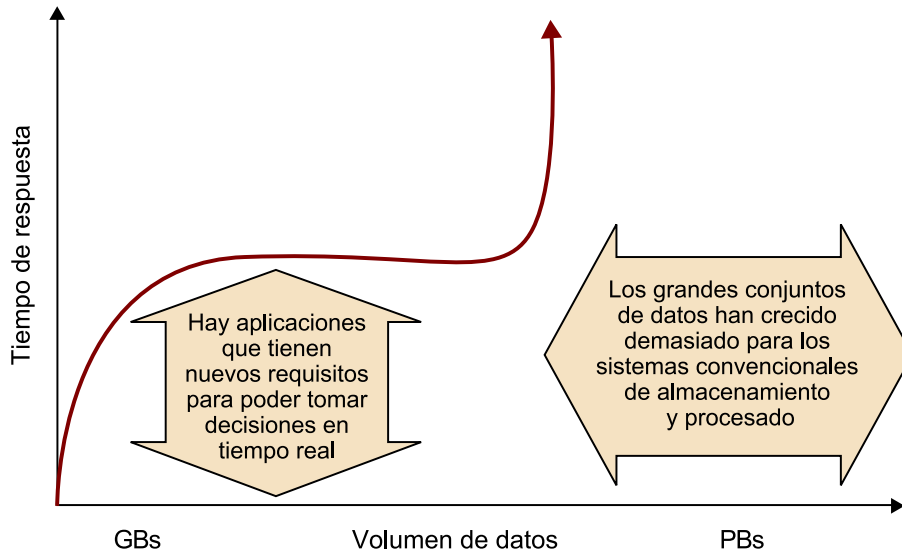 Tiempo de respuesta
Hay aplicaciones
que tienen
nuevos requisitos
para poder tomar
decisiones en
tiempo real
Los grandes conjuntos
de datos han crecido
demasiado para los
sistemas convencionales
de almacenamiento
y procesado
GBs
Volumen de datos
PBs